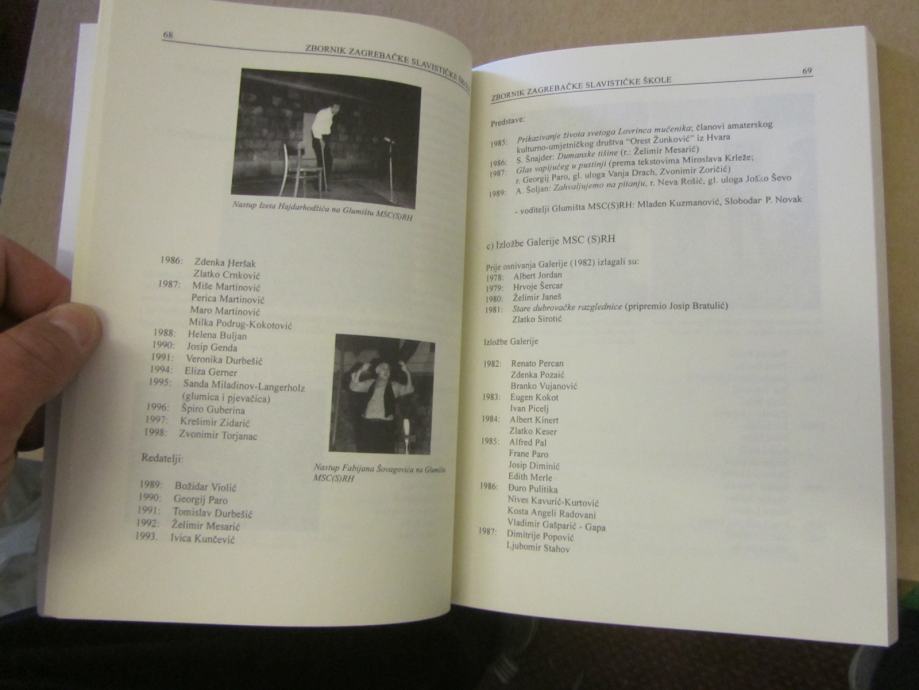 68
ZBORNIK ZAGREBAČKE SLAVISTIČKE
Nastup Izeta Hajdarhodžića na Glumištu MSC(S)RH
1986: Zdenka Heršak
Zlatko Crnković
1987: Miše Martinović
Perica Martinović
Maro Martinović
Milka Podrug-Kokotović
1988: Helena Buljan
1990: Josip Genda
1991: Veronika Durbešić
1994: Eliza Gerner
1995: Sanda Miladinov-Langerholz
(glumica i pjevačica)
1996: Špiro Guberina
1997: Krešimir Zidarić
1998: Zvonimir Torjanac
Nastup Fabijana Šovagovića na Glumištu
MSC(S)RH
Redatelji:
1989: Božidar Violić
1990: Georgij Paro
1991: Tomislav Durbešić
1992: Želimir Mesarić
1993. Ivica Kunčević
ZBORNIK ZAGREBAČKE SLAVISTIČKE ŠKOLE
69
Predstave:
1985: Prikazivanje života svetoga Lovrinca mučenika; članovi amaterskog
kulturno-umjetničkog društva "Orest Žunković" iz Hvara
1986: S. Šnajder: Dumanske tišine (r.: Želimir Mesarić)
1987: Glas vapijućeg u pustinji (prema tekstovima Miroslava Krleže;
r. Georgij Paro, gl. uloga Vanja Drach, Zvonimir Zoričić)
1989: A. Šoljan: Zahvaljujemo na pitanju, r. Neva Rošić, gl. uloga Joško Ševo
- voditelji Glumišta MSC(S)RH: Mladen Kuzmanović, Slobodar P. Novak
c) Izložbe Galerije MSC (S)RH
Prije osnivanja Galerije (1982) izlagali su:
1978: Albert Jordan
1979: Hrvoje Šercar
1980: Želimir Janeš
1981: Stare dubrovačke razglednice (pripremio Josip Bratulić)
Zlatko Sirotić
Izložbe Galerije
1982: Renato Percan
Zdenka Pozaić
Branko Vujanović
1983: Eugen Kokot
Ivan Picelj
1984: Albert Kinert
Zlatko Keser
1985: Alfred Pal
Frane Paro
Josip Diminić
Edith Merle
1986: Đuro Pulitika
Nives Kavurić-Kurtović
Kosta Angeli Radovani
Vladimir Gašparić - Gapa
1987: Dimitrije Popović
Ljubomir Stahov